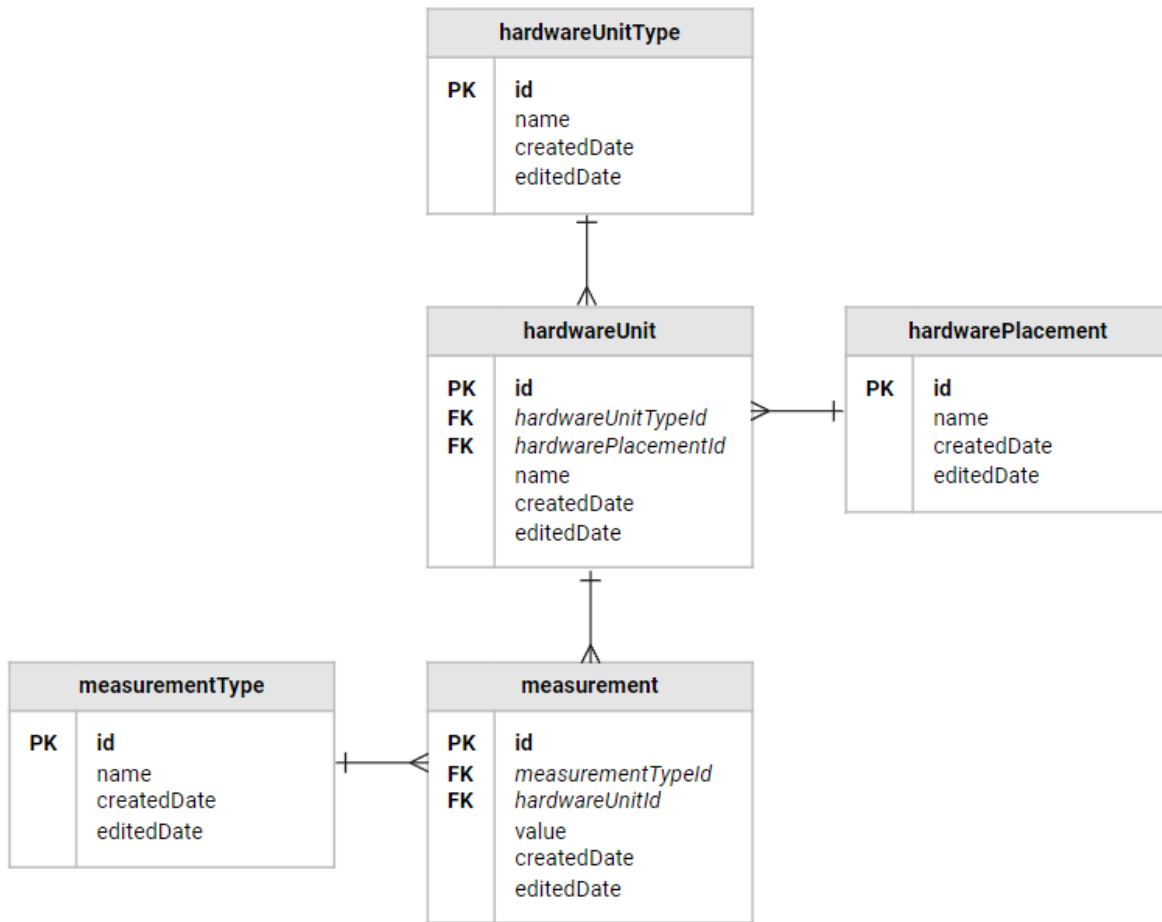 hardwareUnitType
PK id
name
createdDate
editedDate
hardwareUnit
PK id
FK hardwareUnitTypeId
FK hardwarePlacementId
name
createdDate
editedDate
hardwarePlacement
PK id
name
createdDate
editedDate
measurementType
PK id
name
createdDate
editedDate
measurement
PK id
FK measurementTypeId
FK hardwareUnitId
value
createdDate
editedDate